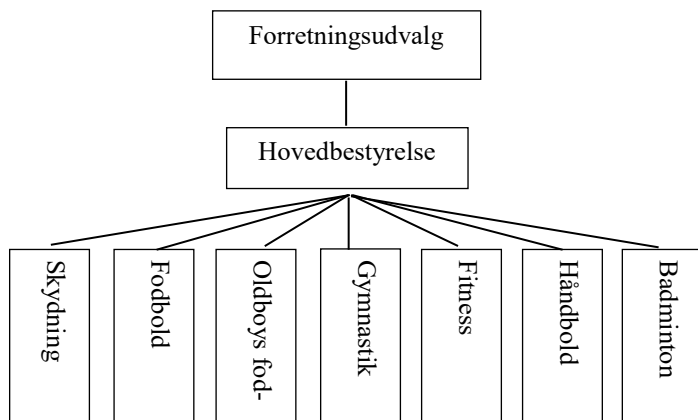 Forretningsudvalg
Hovedbestyrelse
Skydning
Fodbold
Oldboys fod-
Gymnastik
Fitness
Håndbold
Badminton